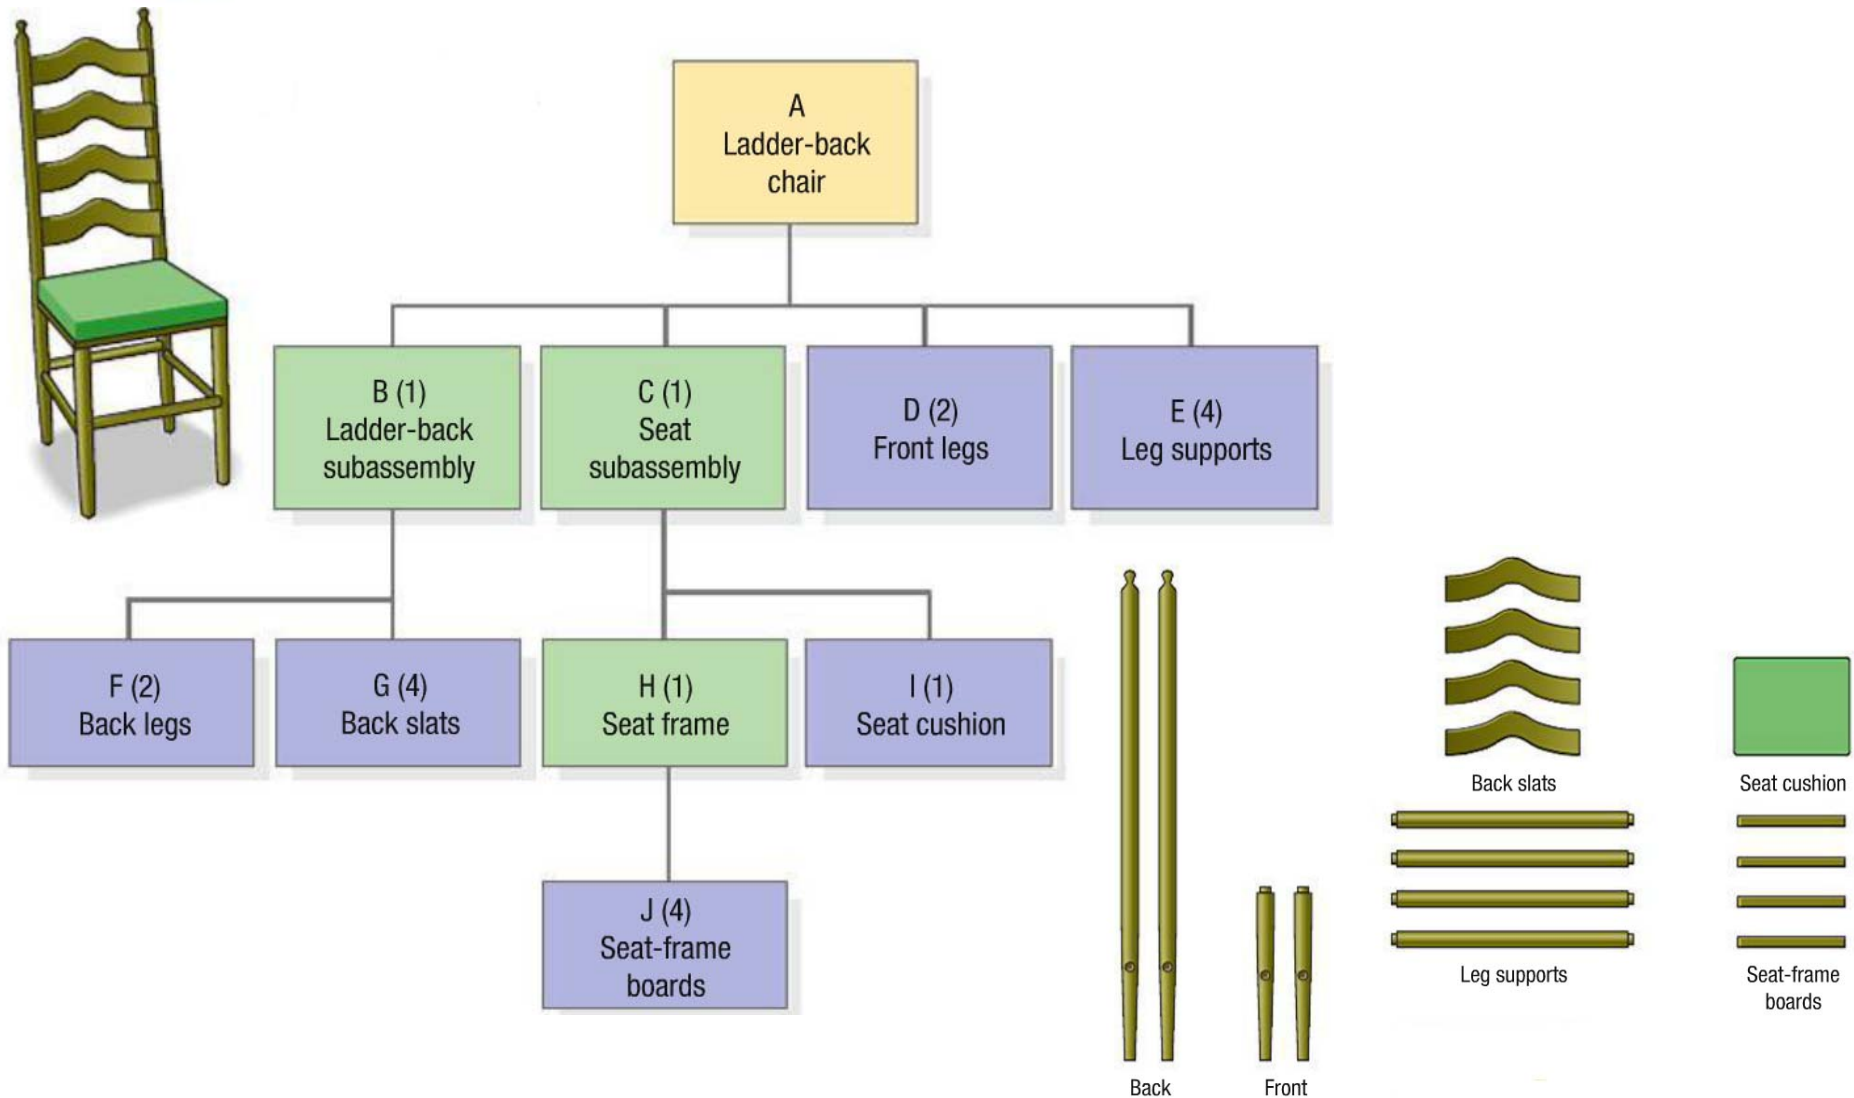 A
Ladder-back
chair
B (1)
Ladder-back
subassembly
C (1)
Seat
subassembly
D (2)
Front legs
E (4)
Leg supports
F (2)
Back legs
G (4)
Back slats
H (1)
Seat frame
I (1)
Seat cushion
J (4)
Seat-frame
boards
Back slats
Seat cushion
Leg supports
Seat-frame
boards
Back
Front